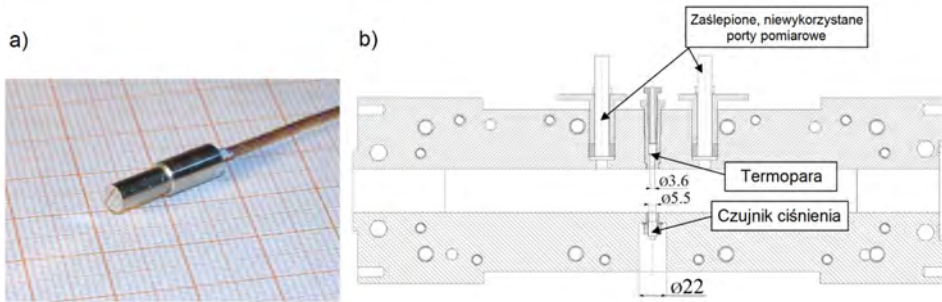 a)
b)
Zaślepione, niewykorzystane
porty pomiarowe
Termopara
ø3.6
ø5.5
Czujnik ciśnienia
ø22